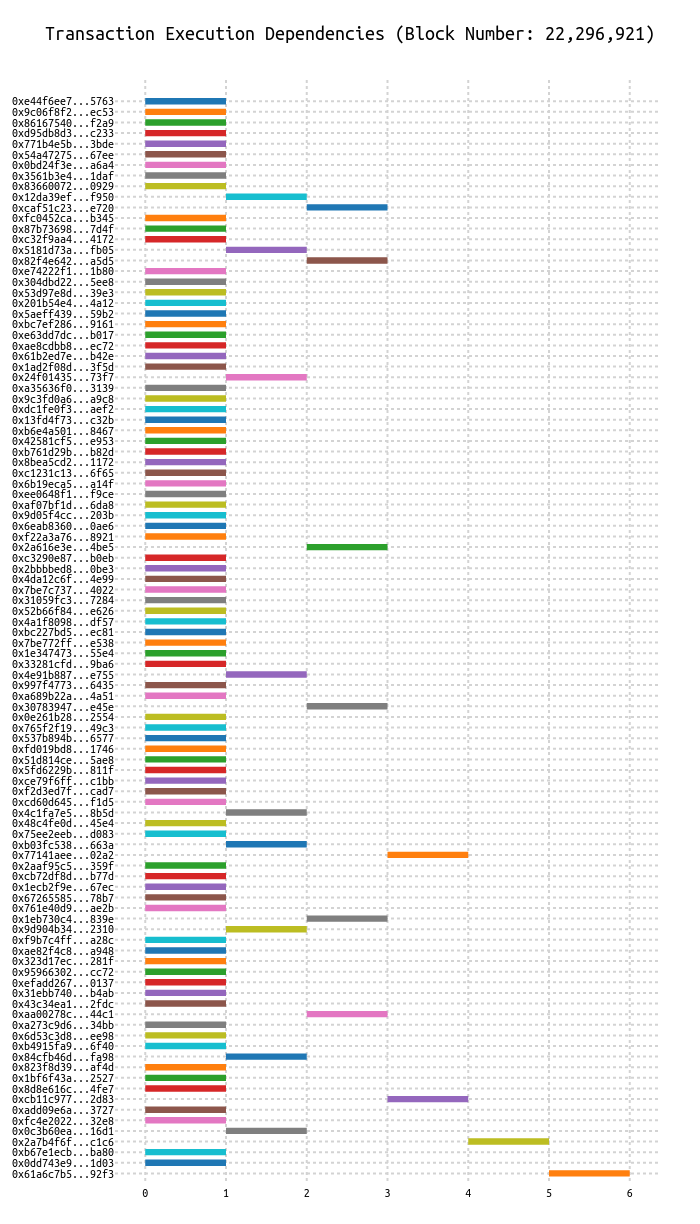 Transaction Execution Dependencies (Block Number: 22,296,921)
0xe44f6ee7...5763
0x9c06f8f2...ec53
0x86167540...f2a9
0xd95db8d3...c233
0x771b4e5b...3bde
0x54a47275...67ee
0x0bd24f3e...a6a4
0x3561b3e4...1daf
0x83660072...0929
0x12da39ef...f950
0xcaf51c23...e720
0xfc0452ca...b345
0x87b73698...7d4f
0xc32f9aa4...4172
0x5181d73a...fb05
0x82f4e642...a5d5
0xe74222f1...1b80
0x304dbd22...5ee8
0x53d97e8d...39e3
0x201b54e4...4a12
0x5aeff439...59b2
0xbc7ef286...9161
0xe63dd7dc...b017
0xae8cdbb8...ec72
0x61b2ed7e...b42e
0x1ad2f08d...3f5d
0x24f01435...73f7
0xa35636f0...3139
0x9c3fd0a6...a9c8
0xdc1fe0f3...aef2
0x13fd4f73...c32b
0xb6e4a501...8467
0x42581cf5...e953
0xb761d29b...b82d
0x8bea5cd2...1172
0xc1231c13...6f65
0x6b19eca5...a14f
0xee0648f1...f9ce
0xaf07bf1d...6da8
0x9d05f4cc...203b
0x6eab8360...0ae6
0xf22a3a76...8921
0x2a616e3e...4be5
0xc3290e87...b0eb
0x2bbbbed8...0be3
0x4da12c6f...4e99
0x7be7c737...4022
0x31059fc3...7284
0x52b66f84...e626
0x4a1f8098...df57
0xbc227bd5...ec81
0x7be772ff...e538
0x1e347473...55e4
0x33281cfd...9ba6
0x4e91b887...e755
0x997f4773...6435
0xa689b22a...4a51
0x30783947...e45e
0x0e261b28...2554
0x765f2f19...49c3
0x537b894b...6577
0xfd019bd8...1746
0x51d814ce...5ae8
0x5fd6229b...811f
0xce79f6ff...c1bb
0xf2d3ed7f...cad7
0xcd60d645...f1d5
0x4c1fa7e5...8b5d
0x48c4fe0d...45e4
0x75ee2eeb...d083
0xb03fc538...663a
0x77141aee...02a2
0x2aaf95c5...359f
0xcb72df8d...b77d
0x1ecb2f9e...67ec
0x67265585...78b7
0x761e40d9...ae2b
0x1eb730c4...839e
0x9d904b34...2310
0xf9b7c4ff...a28c
0xae82f4c8...a948
0x323d17ec...281f
0x95966302...cc72
0xefadd267...0137
0x31ebb740...b4ab
0x43c34ea1...2fdc
0xaa00278c...44c1
0xa273c9d6...34bb
0x6d53c3d8...ee98
0xb4915fa9...6f40
0x84cfb46d...fa98
0x823f8d39...af4d
0x1bf6f43a...2527
0x8d8e616c...4fe7
0xcb11c977...2d83
0xadd09e6a...3727
0xfc4e2022...32e8
0x0c3b60ea...16d1
0x2a7b4f6f...c1c6
0xb67e1ecb...ba80
0x0dd743e9...1d03
0x61a6c7b5...92f3
0 1 2 3 4 5 6